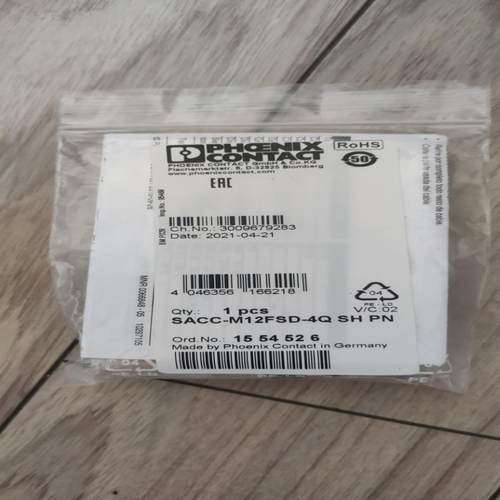 PHŒNIX
CONTACT
RoHS
50
PHOENIX CONTACT GmbH & Co.KG
Flachsmarktstr. 8, D-32825 Blomberg
www.phoenixcontact.com
EAC
Ch.No.: 3009679283
Date: 2021-04-21
4 046356 166218
04
PE-LD
V/C:02
Qty.: 1 pcs
SACC-M12FSD-4Q SH PN
Ord.No.: 15 54 52 6
Made by Phoenix Contact in Germany